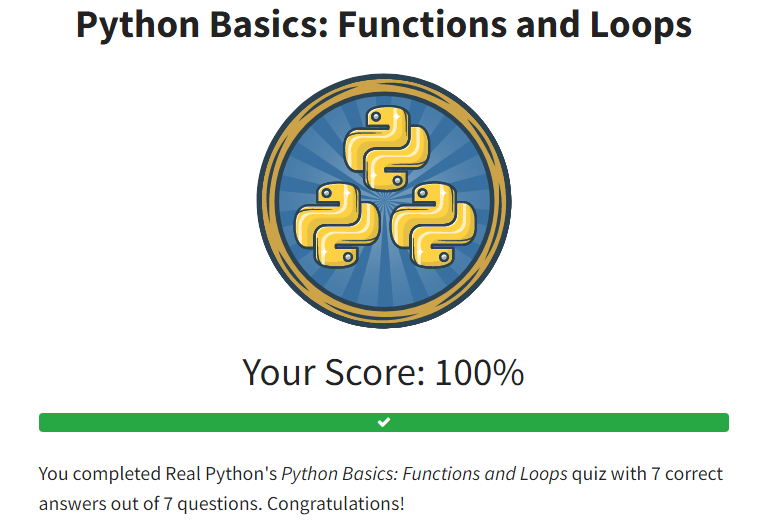 Python Basics: Functions and Loops
Your Score: 100%
You completed Real Python's Python Basics: Functions and Loops quiz with 7 correct
answers out of 7 questions. Congratulations!